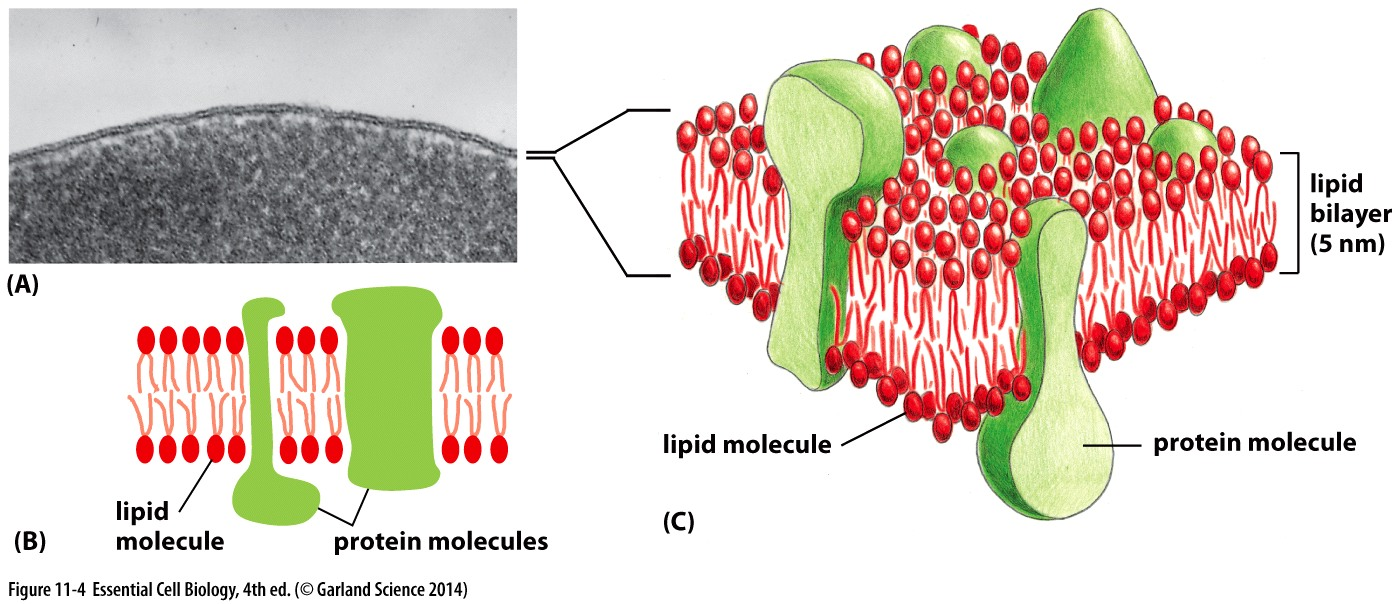 (A)
lipid
bilayer
(5 nm)
lipid molecule
protein molecule
lipid
molecule
protein molecules
(B)
(C)
Figure 11-4 Essential Cell Biology, 4th ed. (© Garland Science 2014)